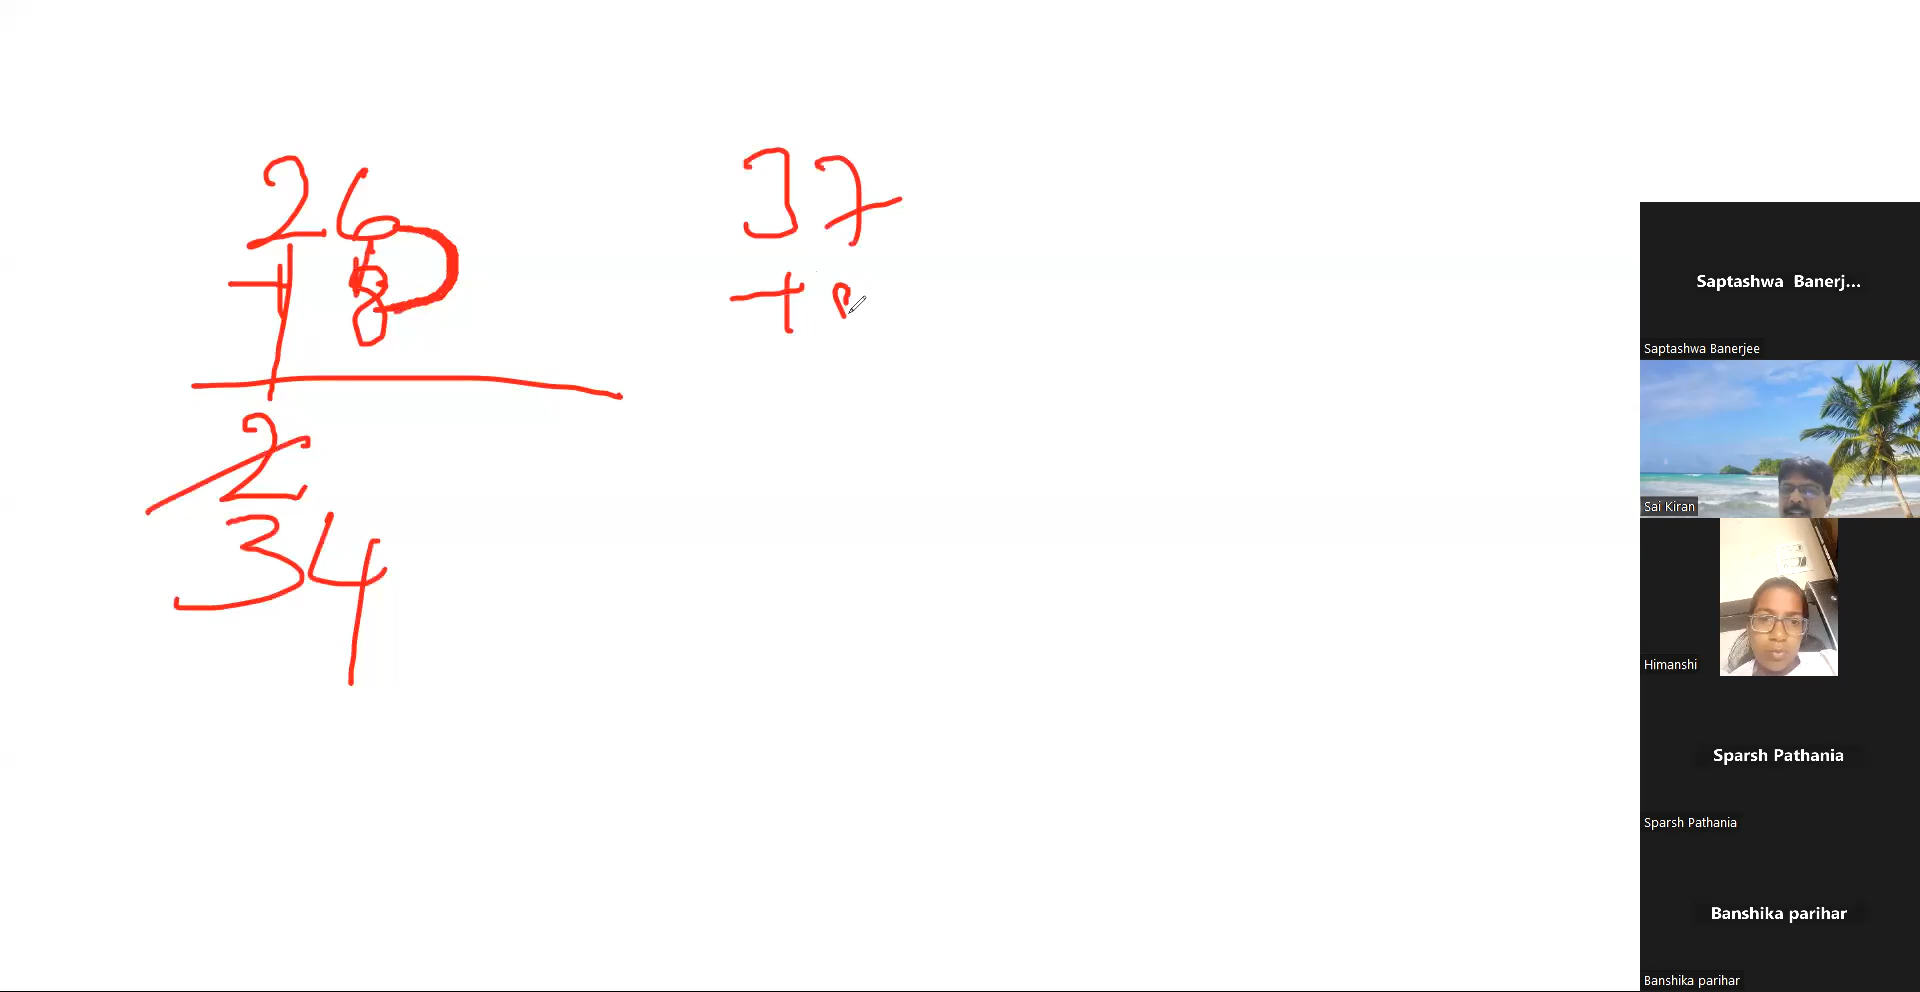 26
+ 8
2
34
37
+
Saptashwa Banerj...
Saptashwa Banerjee
Sai Kiran
Himanshi
Sparsh Pathania
Sparsh Pathania
Banshika parihar
Banshika parihar